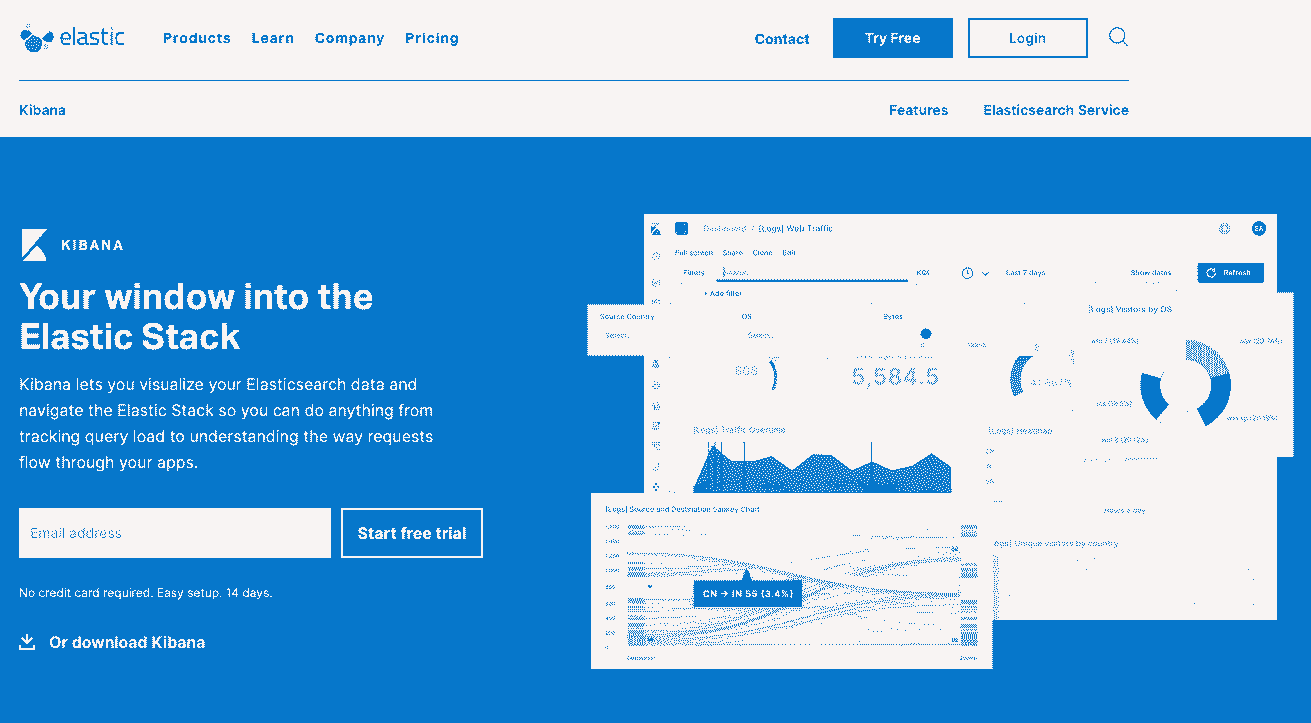 elastic
Products Learn Company Pricing
Contact Try Free Login
Kibana
Features Elasticsearch Service
KIBANA
Your window into the
Elastic Stack
Kibana lets you visualize your Elasticsearch data and
navigate the Elastic Stack so you can do anything from
tracking query load to understanding the way requests
flow through your apps.
Email address
Start free trial
No credit card required. Easy setup. 14 days.
Or download Kibana
Dashboard / [Logs] Web Traffic
SA
Full screen Share Clone Edit
Filters KQL Last 7 days Show dates Refresh
+ Add filter
Source Country OS Bytes
Select... Select...
[Logs] Visitors by OS
808
5,584.5
[Logs] Traffic Overtime
[Logs] Heatmap
[Logs] Source and Destination Sankey Chart
CN → IN 56 (3.4%)
Unique visitors by country